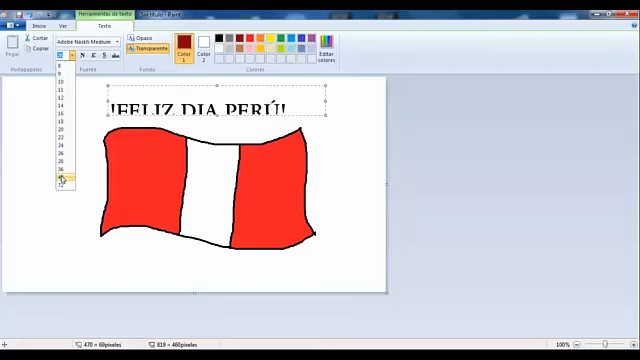 Herramientas de texto
Sin título - Paint
Inicio
Ver
Texto
Pegar
Cortar
Copiar
Portapapeles
Adobe Naskh Medium
N
K
S
abc
Fuente
8
9
10
11
12
14
16
18
20
22
24
26
28
36
72
Opaco
Transparente
Fondo
Color
1
Color
2
Editar
colores
Colores
!FELIZ DIA PERÚ!
470 × 69píxeles
819 × 460píxeles
100%